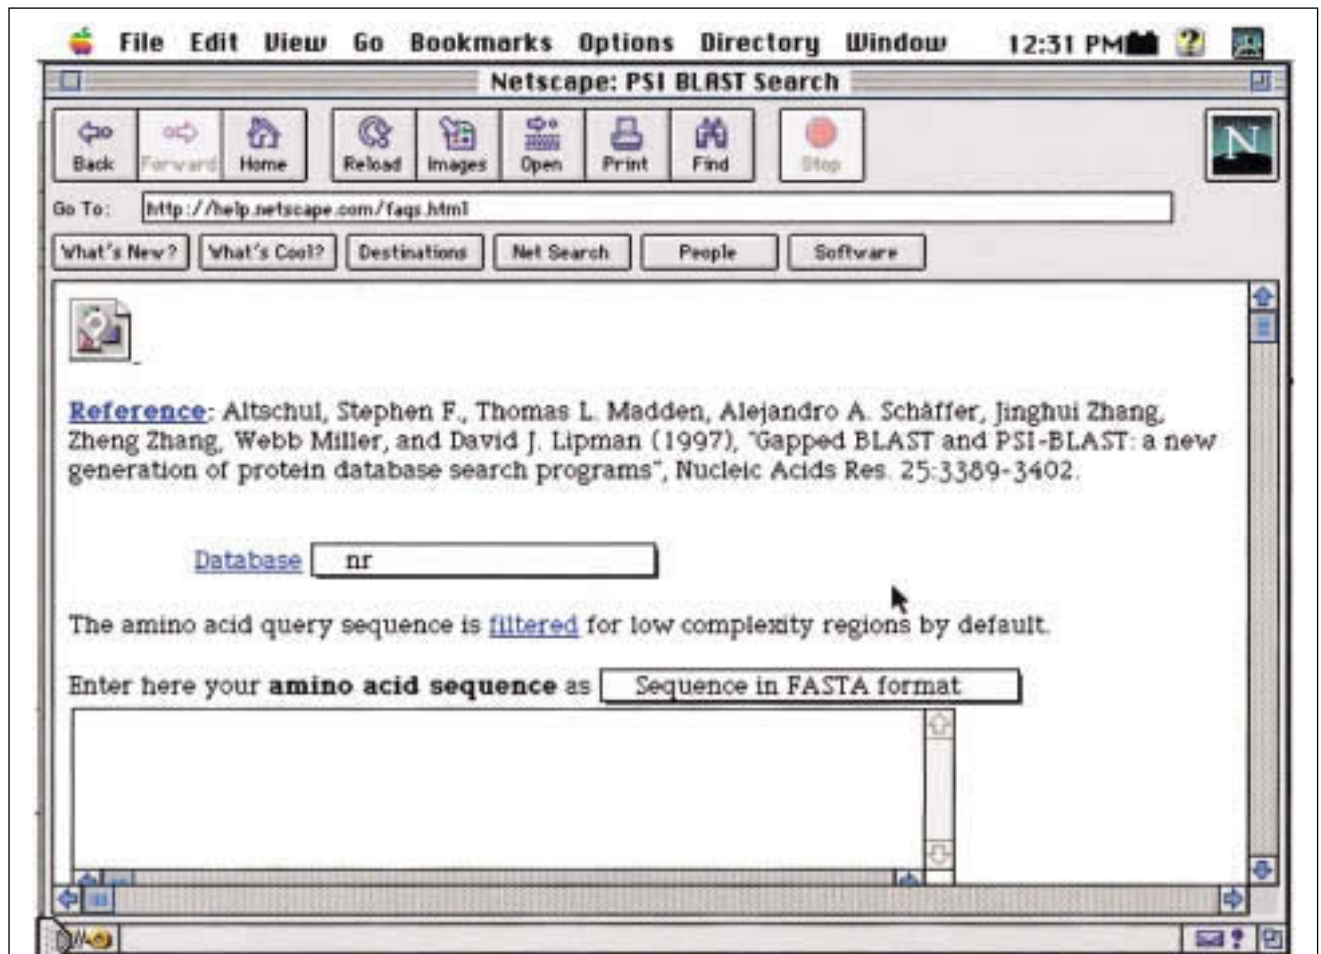 File Edit View Go Bookmarks Options Directory Window 12:31 PM ?
Netscape: PSI BLAST Search
Back Forward Home Reload Images Open Print Find Stop N
Go To: http://help.netscape.com/faqs.html
What's New? What's Cool? Destinations Net Search People Software
Reference: Altschul, Stephen F., Thomas L. Madden, Alejandro A. Schäffer, Jinghui Zhang,
Zheng Zhang, Webb Miller, and David J. Lipman (1997), "Gapped BLAST and PSI-BLAST: a new
generation of protein database search programs", Nucleic Acids Res. 25:3389-3402.
Database nr
The amino acid query sequence is filtered for low complexity regions by default.
Enter here your amino acid sequence as Sequence in FASTA format
?